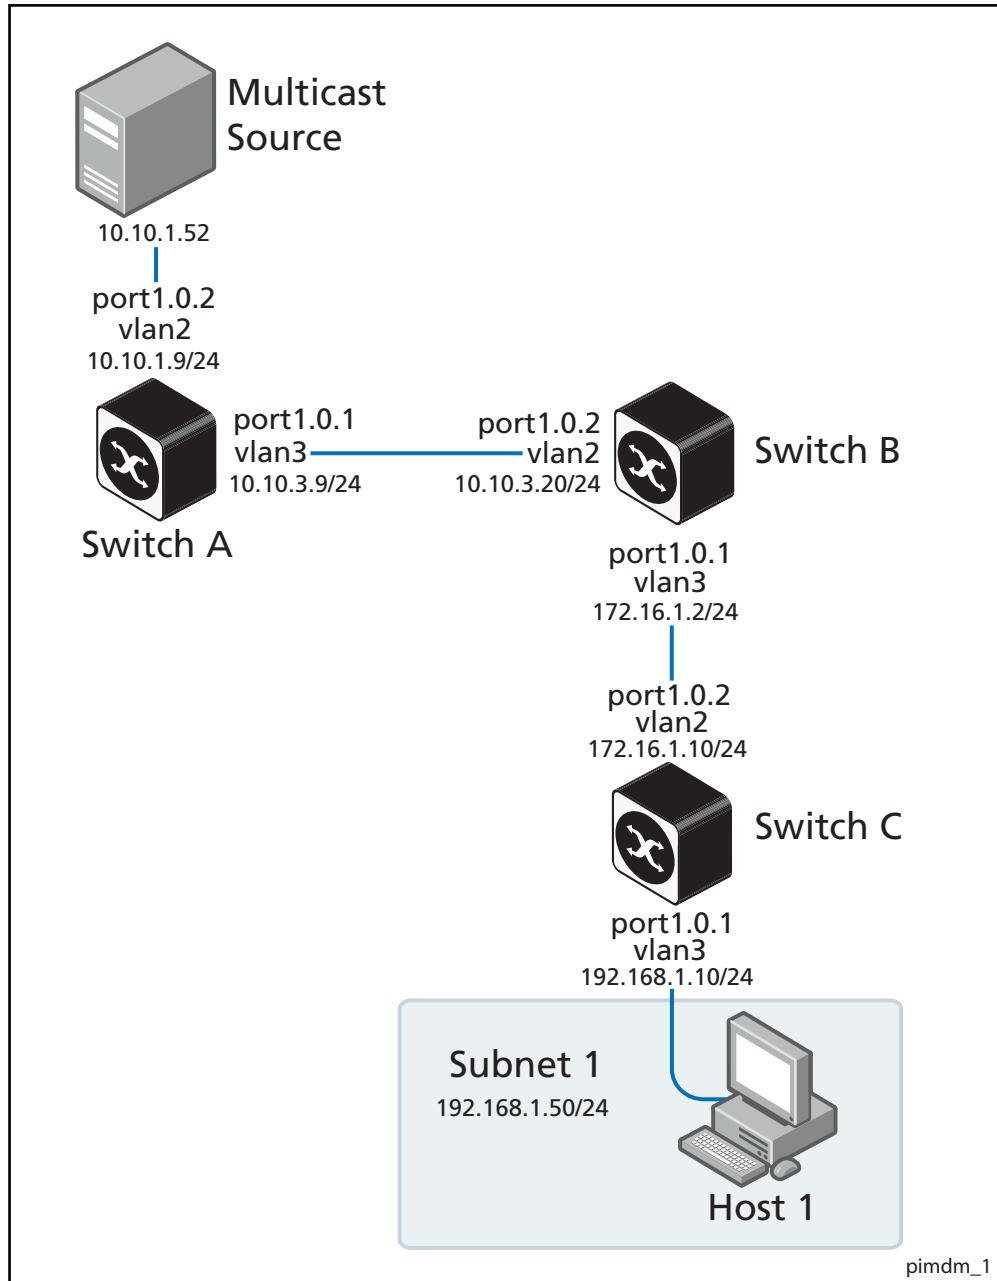 Multicast
Source
10.10.1.52
port1.0.2
vlan2
10.10.1.9/24
Switch A
port1.0.1
vlan3
10.10.3.9/24
port1.0.2
vlan2
10.10.3.20/24
Switch B
port1.0.1
vlan3
172.16.1.2/24
port1.0.2
vlan2
172.16.1.10/24
Switch C
port1.0.1
vlan3
192.168.1.10/24
Subnet 1
192.168.1.50/24
Host 1
pimdm_1